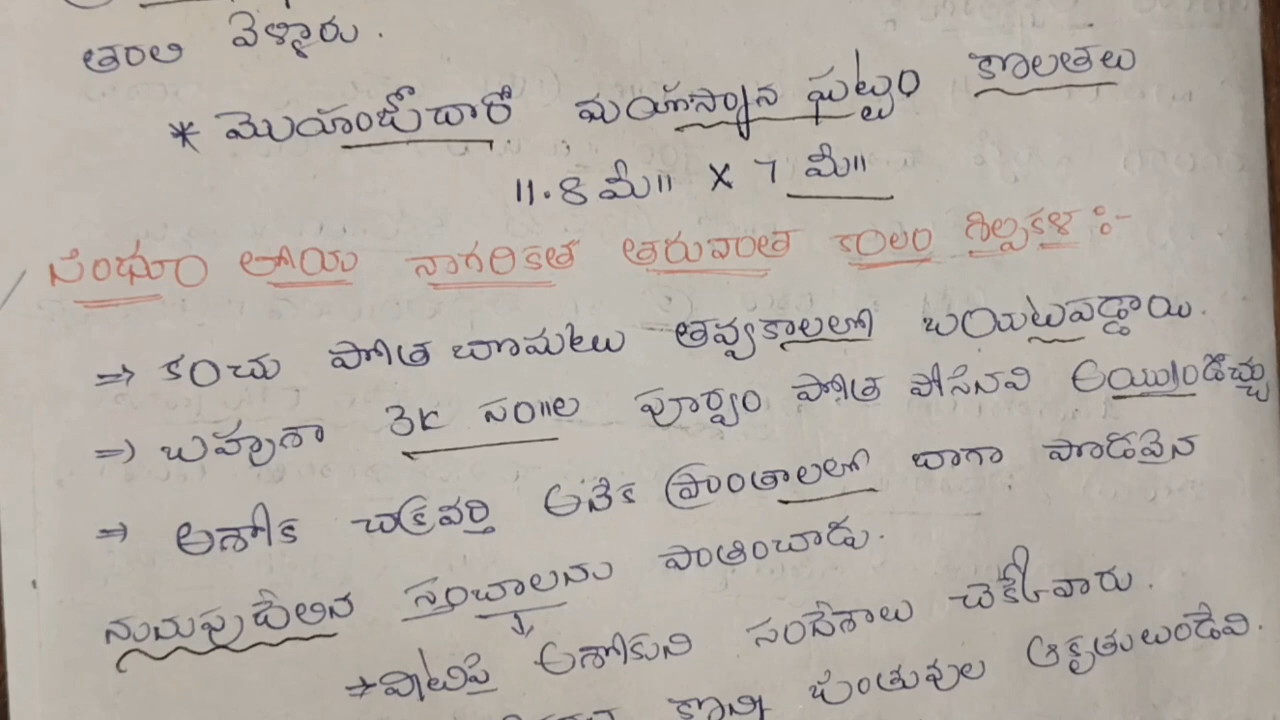 తరలి వెళ్ళారు.
* మొహంజోదారో మహాస్నాన ఘట్టం కొలతలు
11.8 మీ॥ × 7 మీ॥
సింధూ లోయ నాగరికత తరువాత కాలం శిల్పకళ :-
⇒ కంచు పోత బొమ్మలు తవ్వకాలలో బయటపడ్డాయి.
⇒ బహుశా 3K సం॥ల పూర్వం పోత పోసినవి అయ్యిండొచ్చు
⇒ అశోక చక్రవర్తి అనేక ప్రాంతాలలో బాగా పొడవైన
నునుపుదేలిన స్తంభాలను పాతించాడు.
→ వీటిపై అశోకుని సందేశాలు చెక్కేవారు.
కొన్ని జంతువుల ఆకృతులుండేవి.